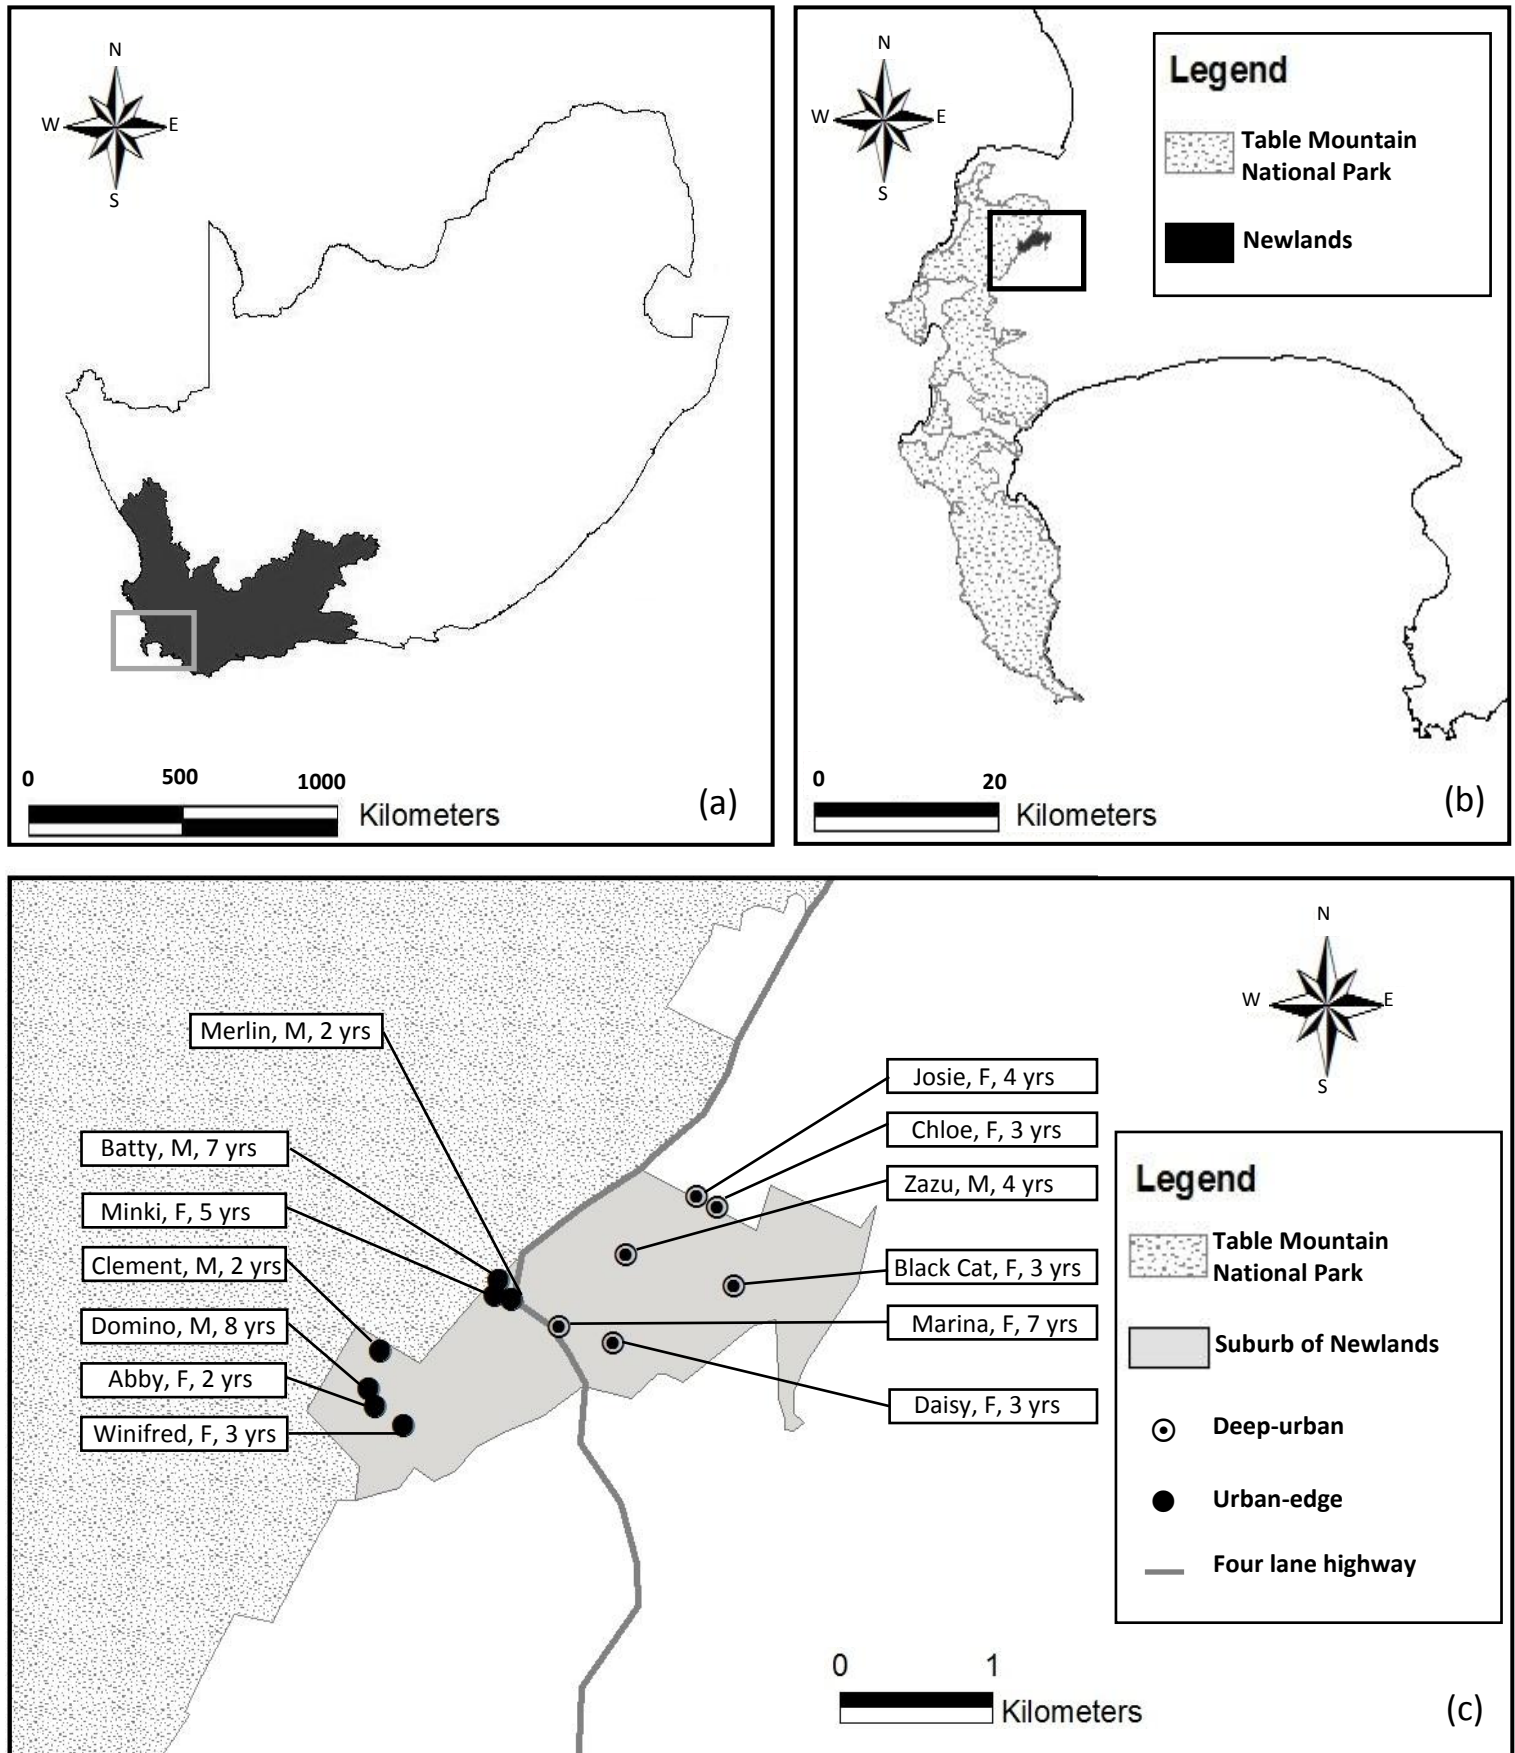 N
W
E
S
0
500
1000
Kilometers
(a)
N
W
E
S
Legend
Table Mountain
National Park
Newlands
0
20
Kilometers
(b)
Merlin, M, 2 yrs
Batty, M, 7 yrs
Minki, F, 5 yrs
Clement, M, 2 yrs
Domino, M, 8 yrs
Abby, F, 2 yrs
Winifred, F, 3 yrs
Josie, F, 4 yrs
Chloe, F, 3 yrs
Zazu, M, 4 yrs
Black Cat, F, 3 yrs
Marina, F, 7 yrs
Daisy, F, 3 yrs
N
W
E
S
Legend
Table Mountain
National Park
Suburb of Newlands
Deep-urban
Urban-edge
Four lane highway
0
1
Kilometers
(c)